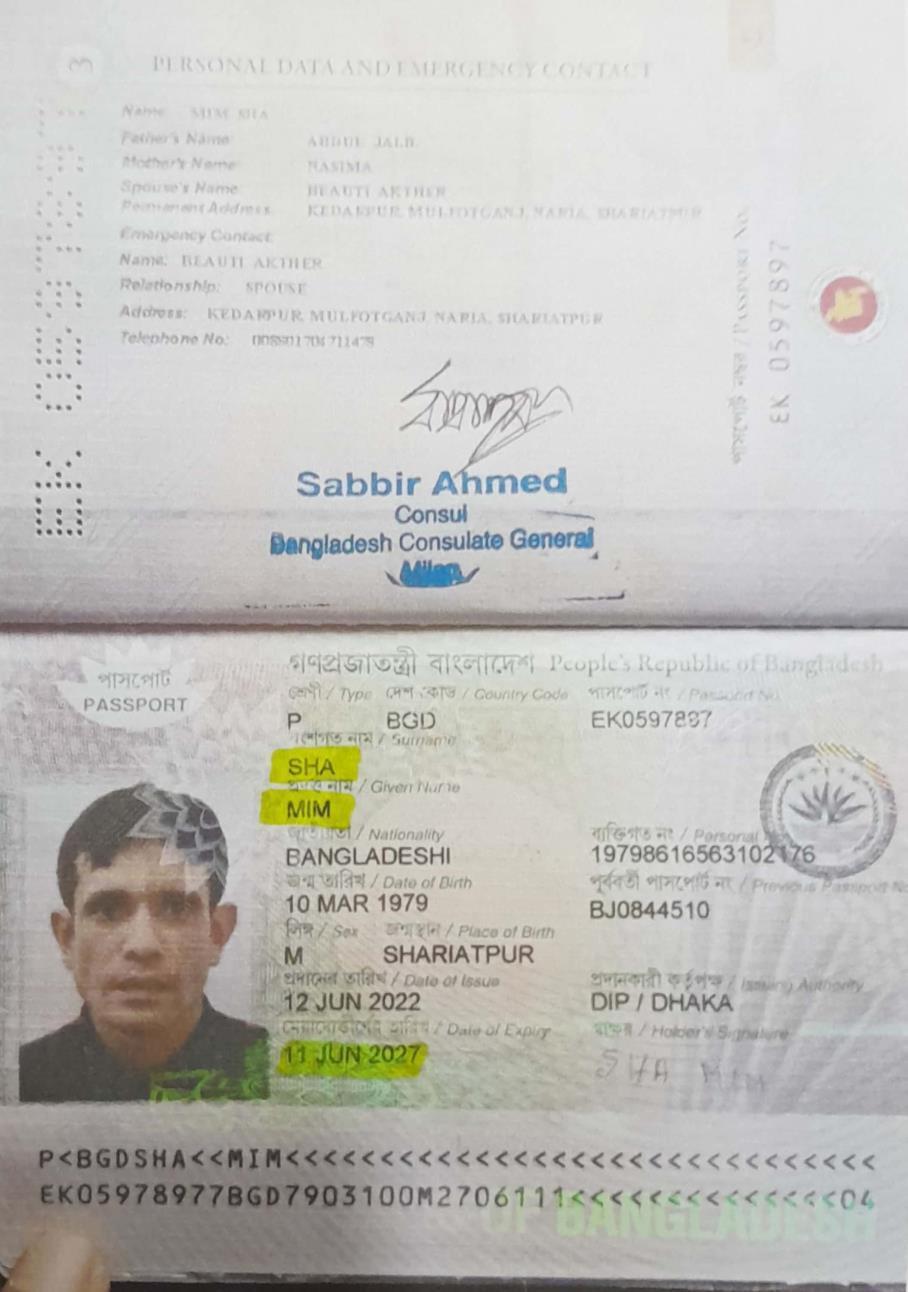 3
PERSONAL DATA AND EMERGENCY CONTACT
Name: MIM SHA
Father's Name: ABDUL JALIL
Mother's Name: NASIMA
Spouse's Name: BEAUTI AKTHER
Permanent Address: KEDARPUR, MULFOTGANJ, NARIA, SHARIATPUR
Emergency Contact:
Name: BEAUTI AKTHER
Relationship: SPOUSE
Address: KEDARPUR, MULFOTGANJ, NARIA, SHARIATPUR
Telephone No:
EK 0597897
Sabbir Ahmed
Consul
Bangladesh Consulate General
Milan
পাসপোর্ট
PASSPORT
গণপ্রজাতন্ত্রী বাংলাদেশ People's Republic of Bangladesh
শ্রেণী / Type দেশ কোড / Country Code পাসপোর্ট নং / Passport No.
P BGD EK0597897
বংশগত নাম / Surname
SHA
প্রদত্ত নাম / Given Name
MIM
জাতীয়তা / Nationality ব্যক্তিগত নং / Personal
BANGLADESHI 19798616563102176
জন্ম তারিখ / Date of Birth পূর্ববর্তী পাসপোর্ট নং / Previous Passport No
10 MAR 1979 BJ0844510
লিঙ্গ / Sex জন্মস্থান / Place of Birth
M SHARIATPUR
প্রদানের তারিখ / Date of Issue প্রদানকারী কর্তৃপক্ষ / Issuing Authority
12 JUN 2022 DIP / DHAKA
মেয়াদোত্তীর্ণের তারিখ / Date of Expiry স্বাক্ষর / Holder's Signature
11 JUN 2027 SHA MIM
P<BGDSHA<<MIM<<<<<<<<<<<<<<<<<<<<<<<<<<<<<<<
EK05978977BGD7903100M2706111<<<<<<<<<<<<<<04
OF BANGLADESH